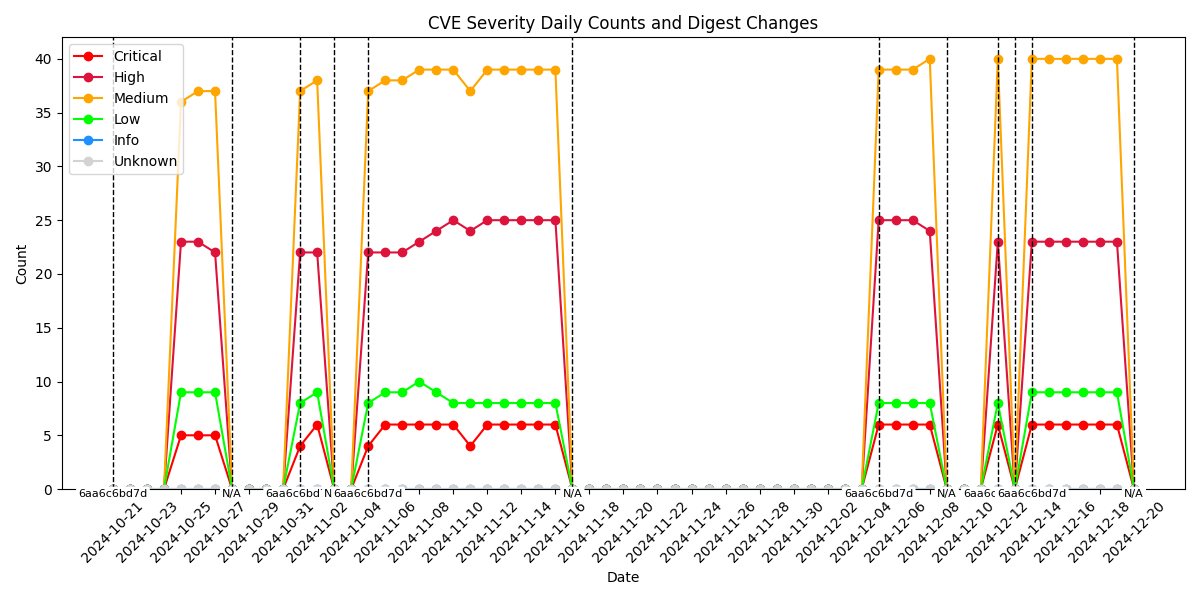 CVE Severity Daily Counts and Digest Changes
Critical
High
Medium
Low
Info
Unknown
40
35
30
25
20
15
10
5
0
Count
6aa6c6bd7d
N/A
6aa6c6bd
N
6aa6c6bd7d
N/A
6aa6c6bd7d
N/A
6aa6c
6aa6c6bd7d
N/A
2024-10-21
2024-10-23
2024-10-25
2024-10-27
2024-10-29
2024-10-31
2024-11-02
2024-11-04
2024-11-06
2024-11-08
2024-11-10
2024-11-12
2024-11-14
2024-11-16
2024-11-18
2024-11-20
2024-11-22
2024-11-24
2024-11-26
2024-11-28
2024-11-30
2024-12-02
2024-12-04
2024-12-06
2024-12-08
2024-12-10
2024-12-12
2024-12-14
2024-12-16
2024-12-18
2024-12-20
Date